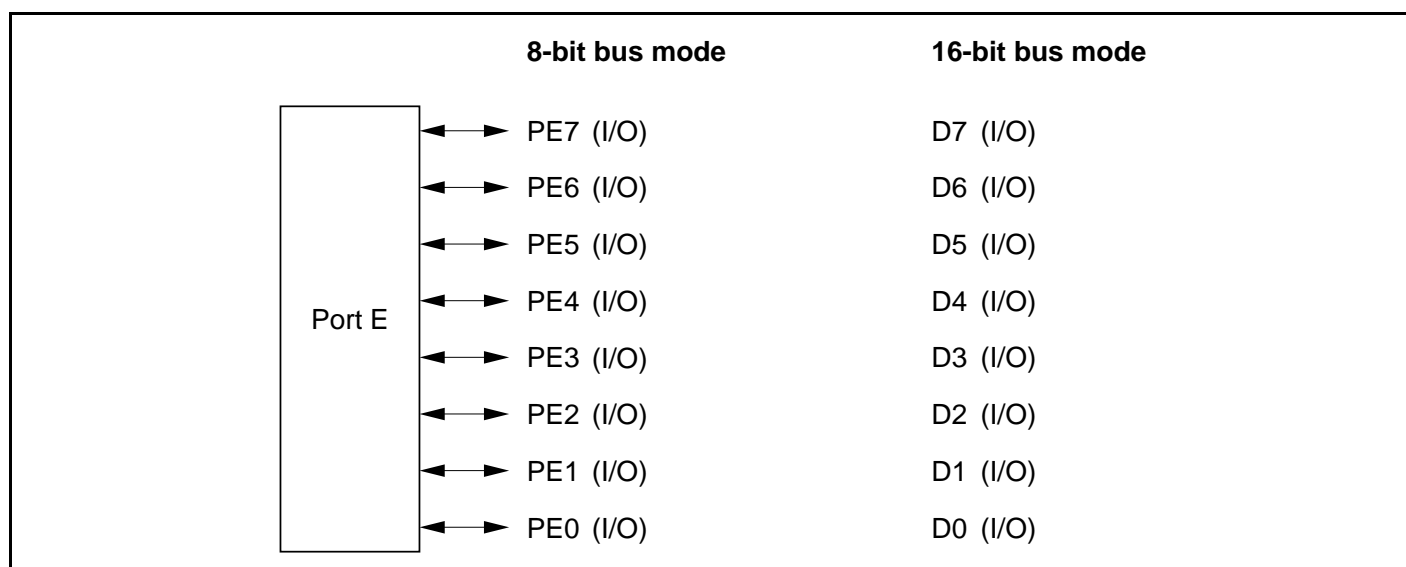 8-bit bus mode 16-bit bus mode
PE7 (I/O) D7 (I/O)
PE6 (I/O) D6 (I/O)
PE5 (I/O) D5 (I/O)
PE4 (I/O) D4 (I/O)
Port E
PE3 (I/O) D3 (I/O)
PE2 (I/O) D2 (I/O)
PE1 (I/O) D1 (I/O)
PE0 (I/O) D0 (I/O)